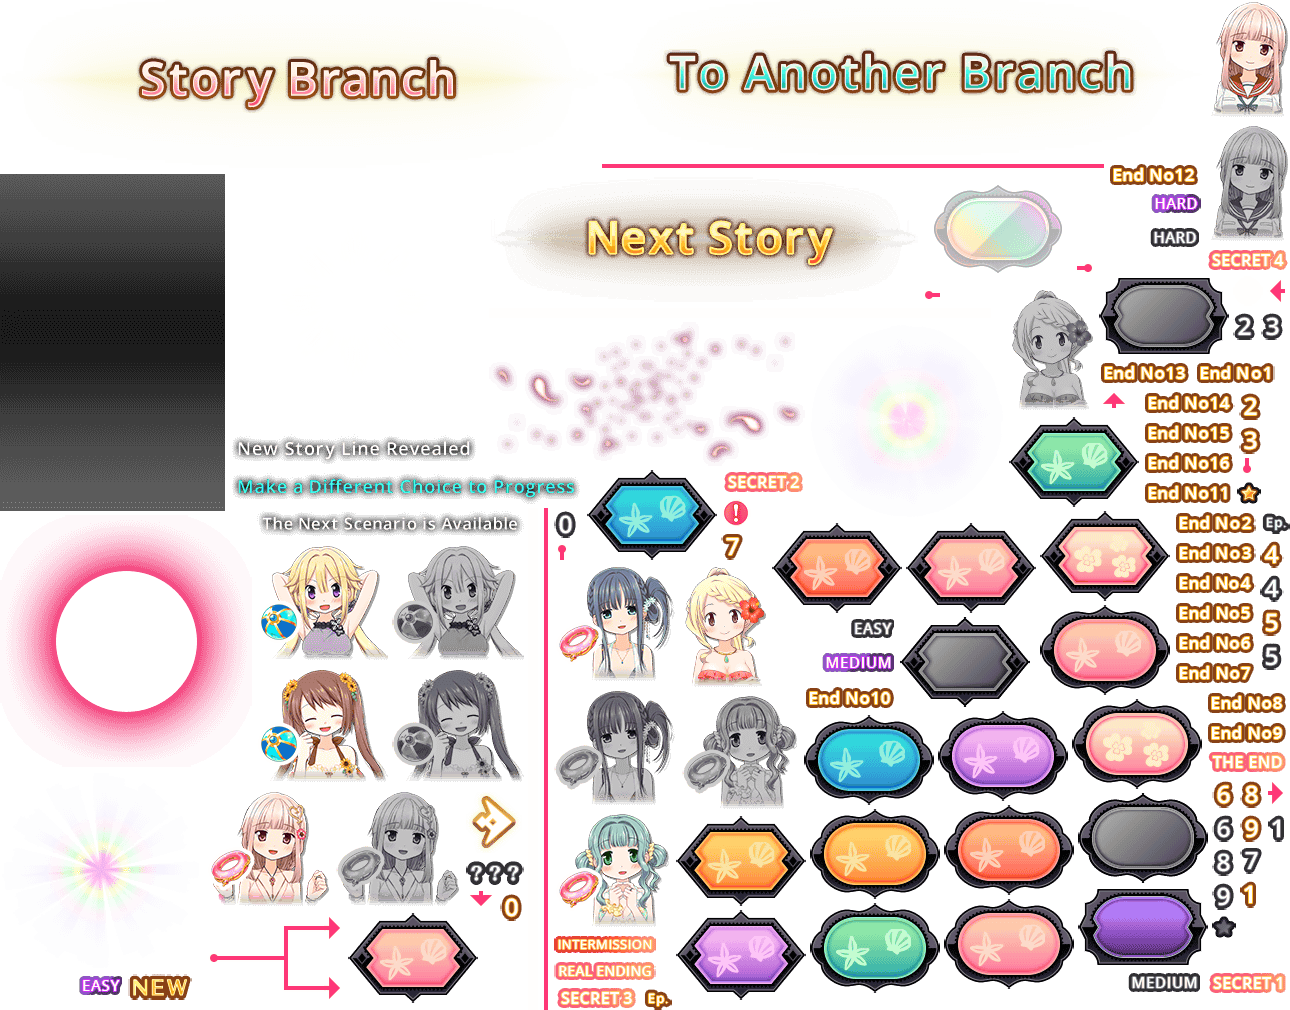 Story Branch
To Another Branch
End No12
HARD
HARD
Next Story
SECRET 4
2 3
End No13 End No1
End No14 2
End No15 3
End No16
End No11
New Story Line Revealed
Make a Different Choice to Progress
The Next Scenario is Available
0
SECRET 2
!
7
End No2 Ep.
End No3 4
End No4 4
End No5 5
End No6 5
End No7
EASY
MEDIUM
End No10
End No8
End No9
THE END
6 8
6 9 1
8 7
9 1
???
0
INTERMISSION
REAL ENDING
SECRET 3 Ep.
EASY NEW
MEDIUM SECRET 1